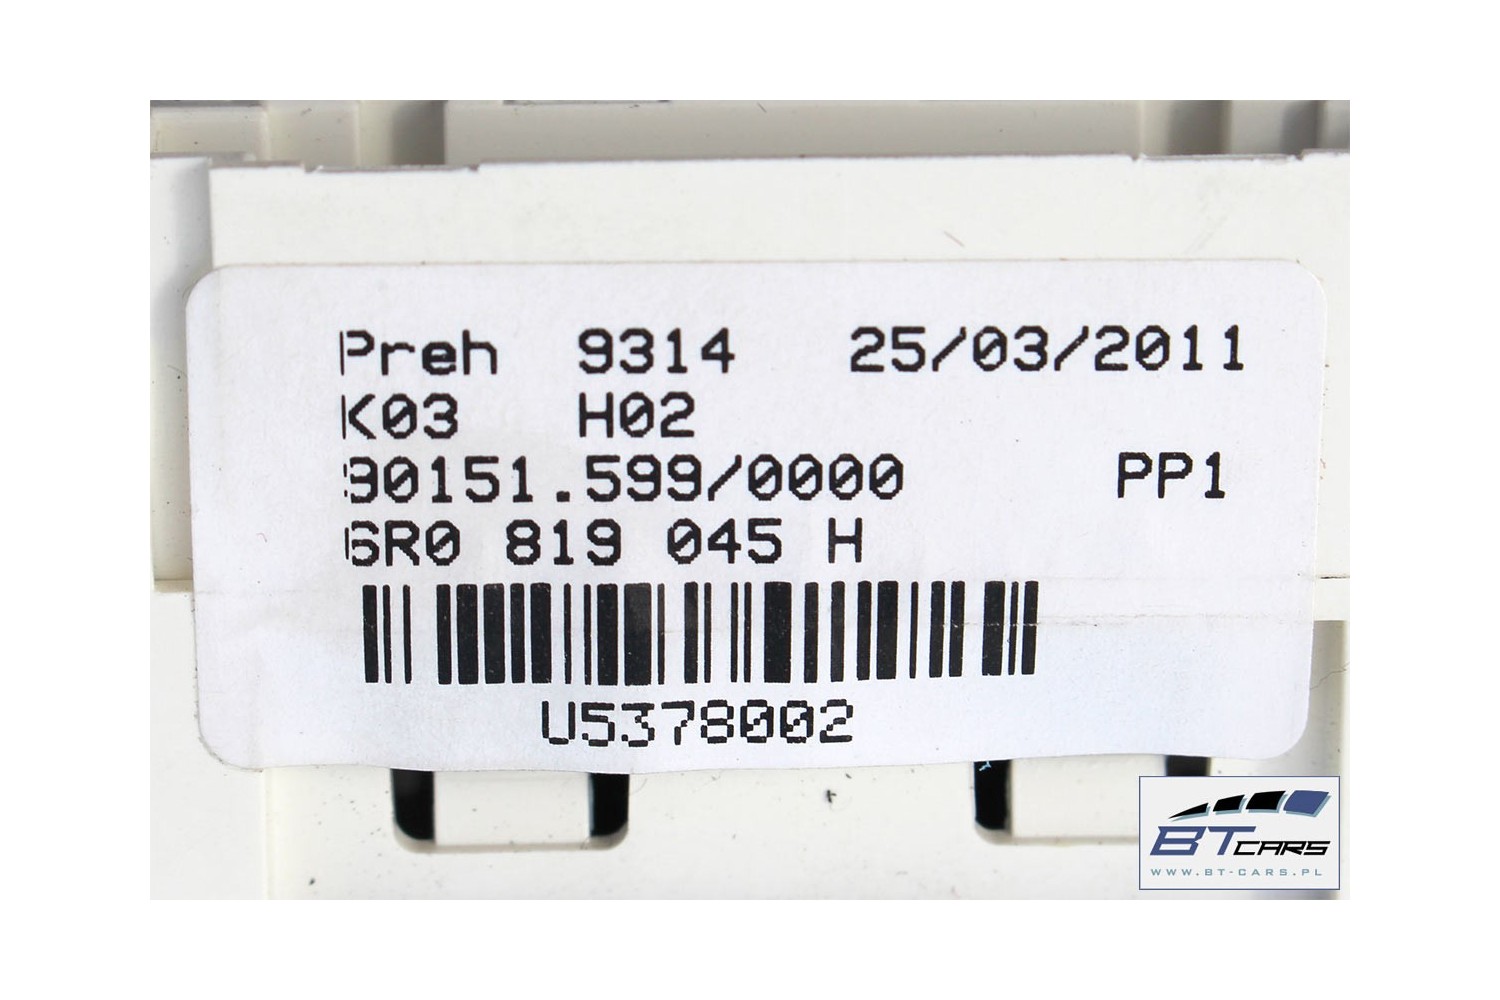 Preh 9314 25/03/2011
K03 H02
90151.599/0000 PP1
6R0 819 045 H
U5378002
BT CARS
WWW.BT-CARS.PL